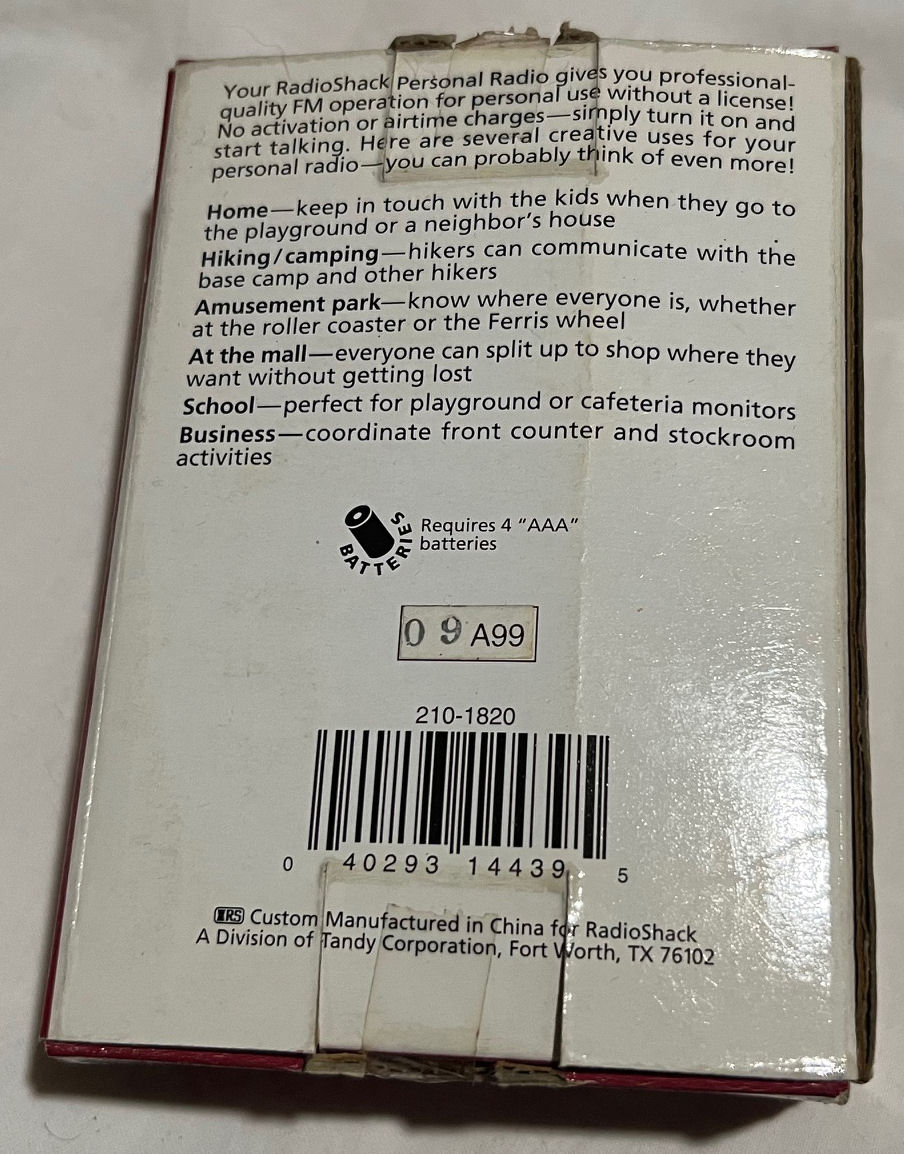 Your RadioShack Personal Radio gives you professional-
quality FM operation for personal use without a license!
No activation or airtime charges—simply turn it on and
start talking. Here are several creative uses for your
personal radio—you can probably think of even more!
Home—keep in touch with the kids when they go to
the playground or a neighbor's house
Hiking/camping—hikers can communicate with the
base camp and other hikers
Amusement park—know where everyone is, whether
at the roller coaster or the Ferris wheel
At the mall—everyone can split up to shop where they
want without getting lost
School—perfect for playground or cafeteria monitors
Business—coordinate front counter and stockroom
activities
BATTERIES
Requires 4 "AAA"
batteries
09 A99
210-1820
0 40293 14439 5
IRS Custom Manufactured in China for RadioShack
A Division of Tandy Corporation, Fort Worth, TX 76102